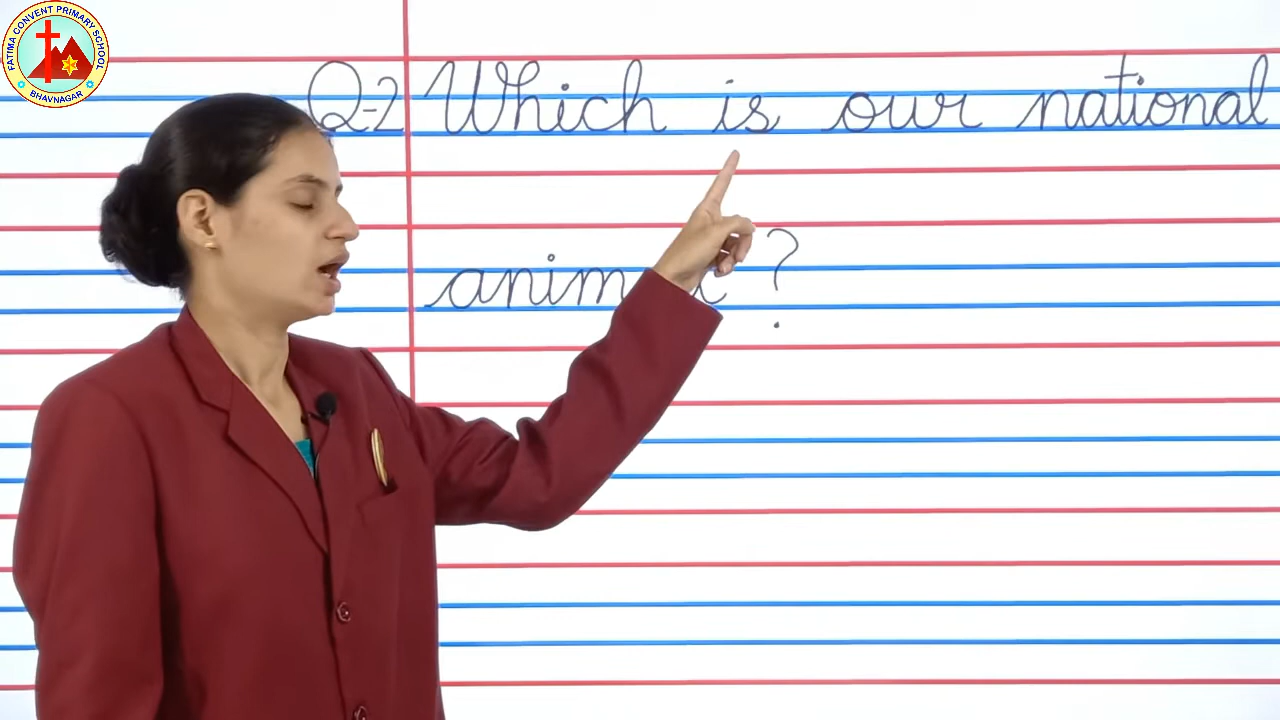 FATIMA CONVENT PRIMARY SCHOOL
BHAVNAGAR
Q-2 Which is our national
?